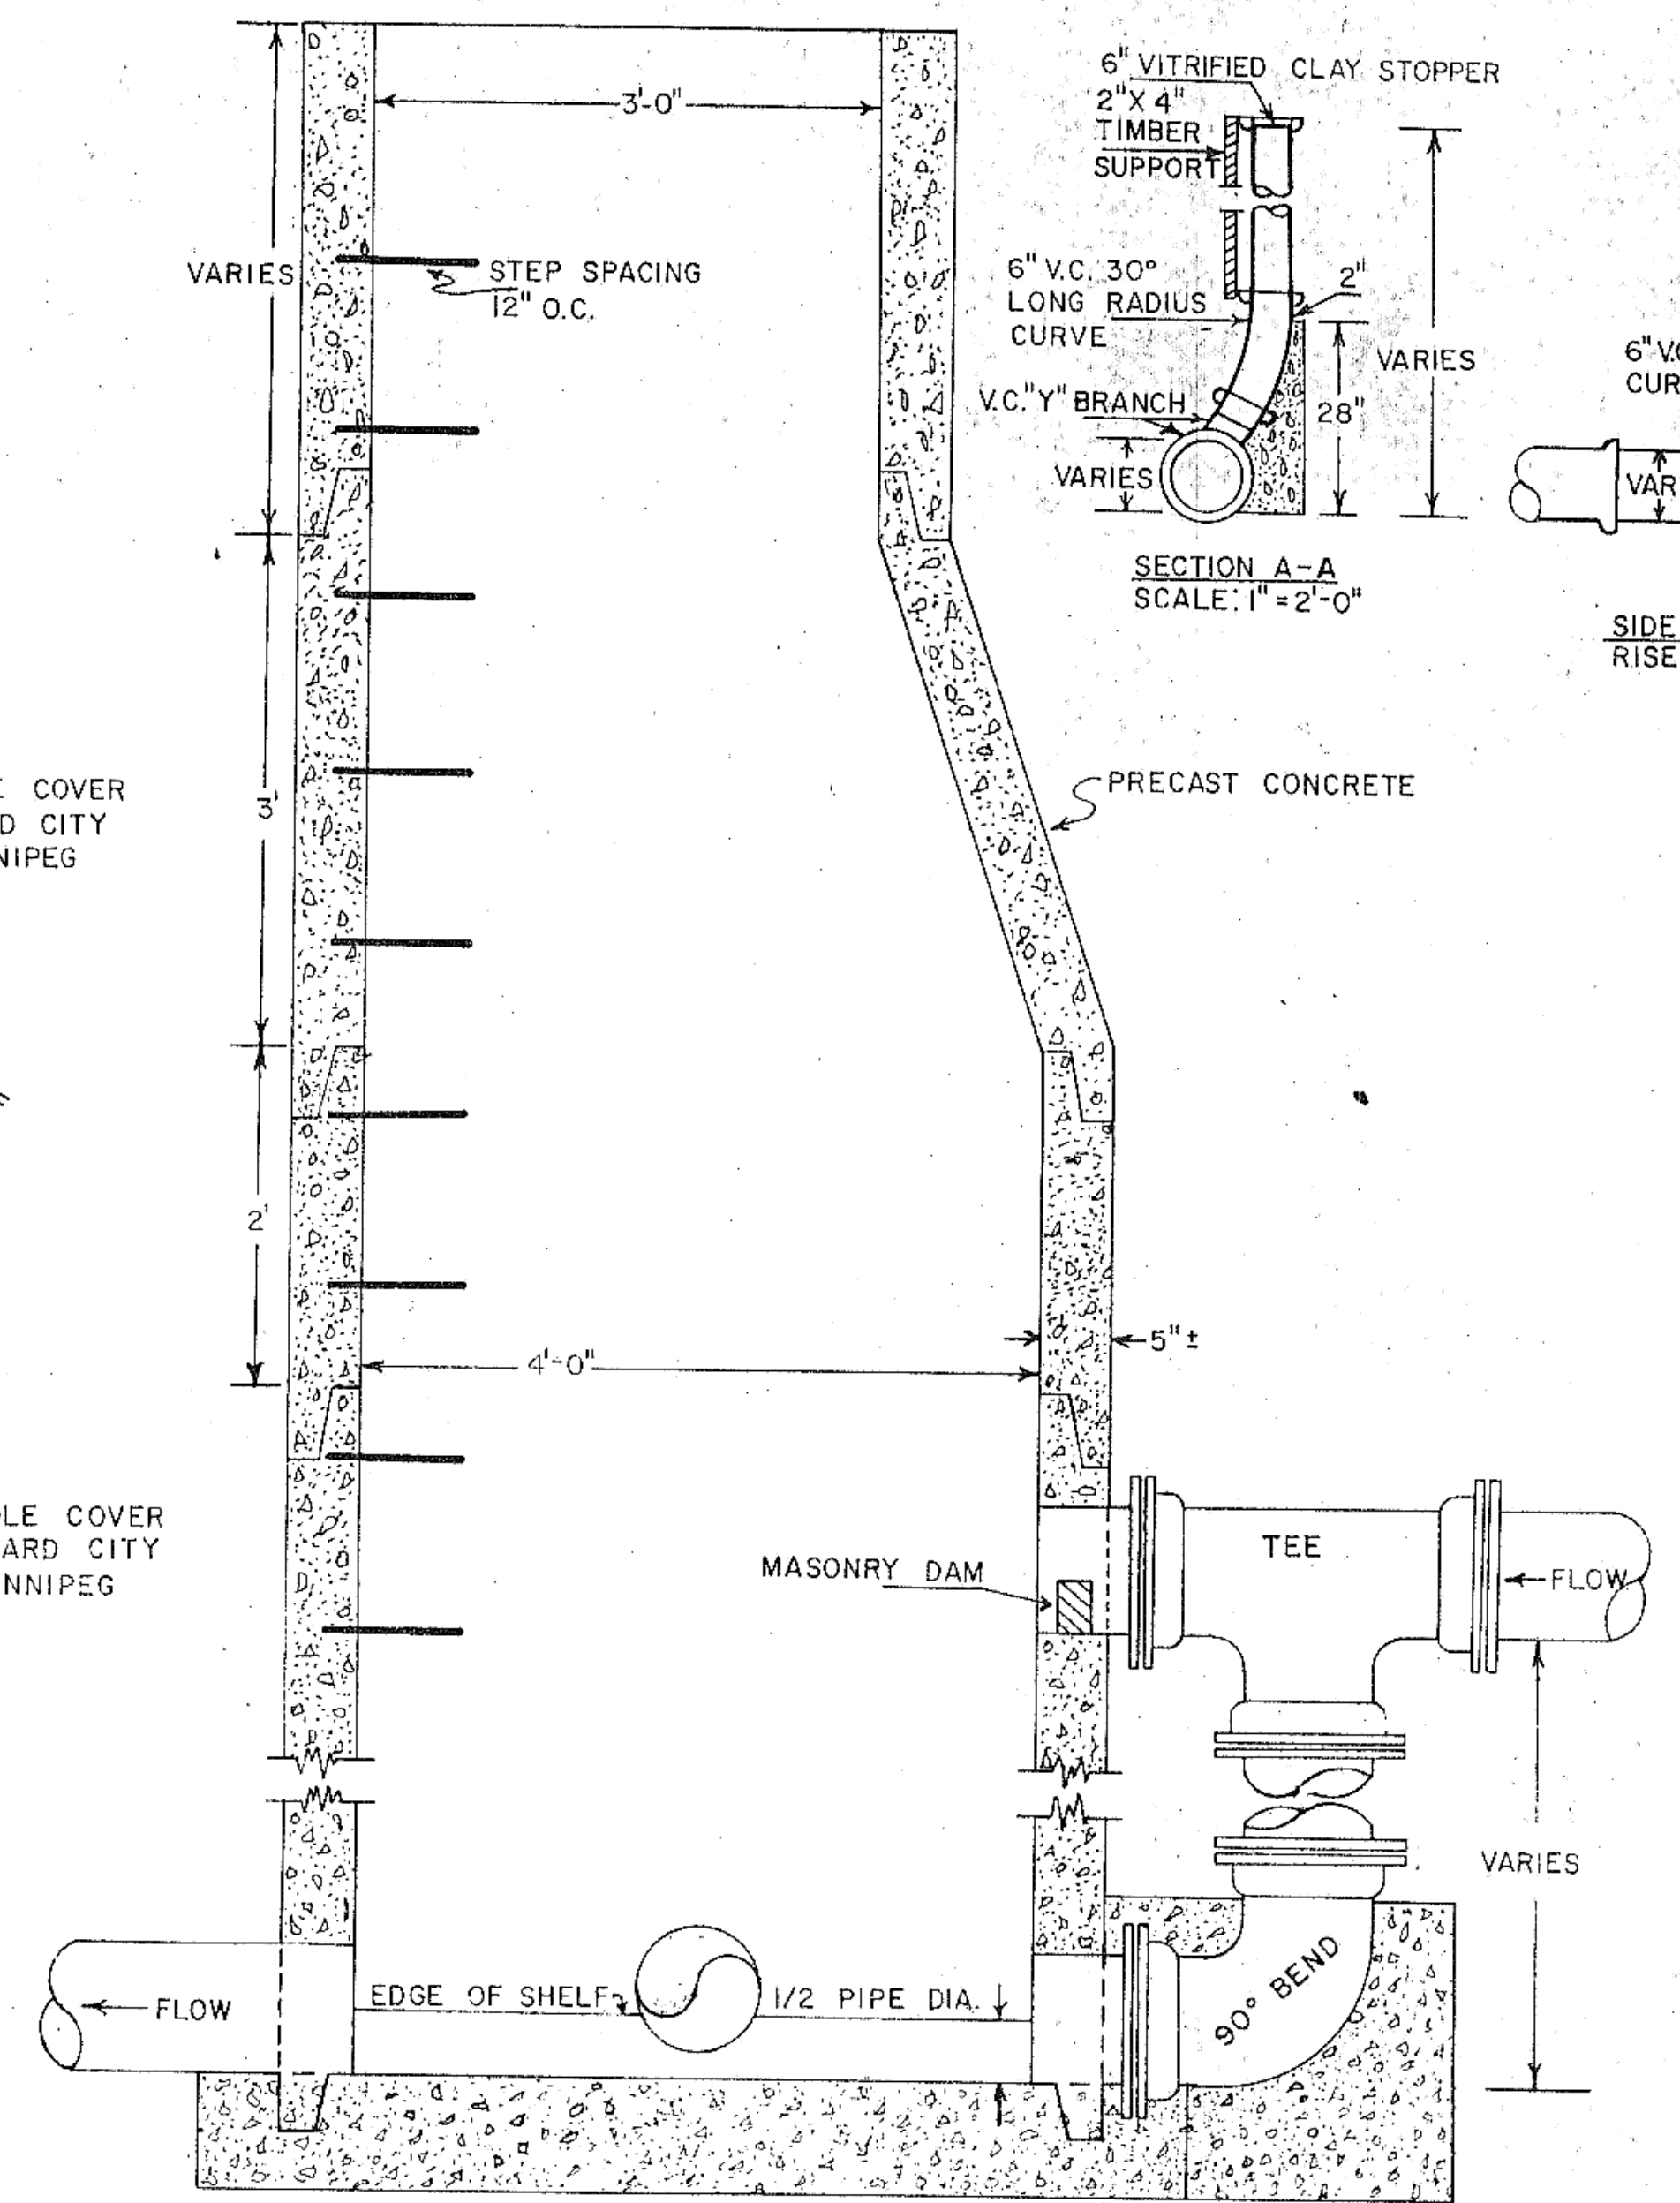 3'-0"
VARIES
STEP SPACING
12" O.C.
6" VITRIFIED CLAY STOPPER
2" X 4"
TIMBER
SUPPORT
6" V.C. 30°
LONG RADIUS
CURVE
2"
VARIES
V.C. "Y" BRANCH
28"
VARIES
SECTION A-A
SCALE: 1" = 2'-0"
6" V.C
CUR
VAR
SIDE
RISE
COVER
D CITY
NIPEG
3'
PRECAST CONCRETE
2'
4'-0"
5" ±
LE COVER
ARD CITY
NNIPEG
MASONRY DAM
TEE
FLOW
VARIES
FLOW
EDGE OF SHELF
1/2 PIPE DIA.
90° BEND